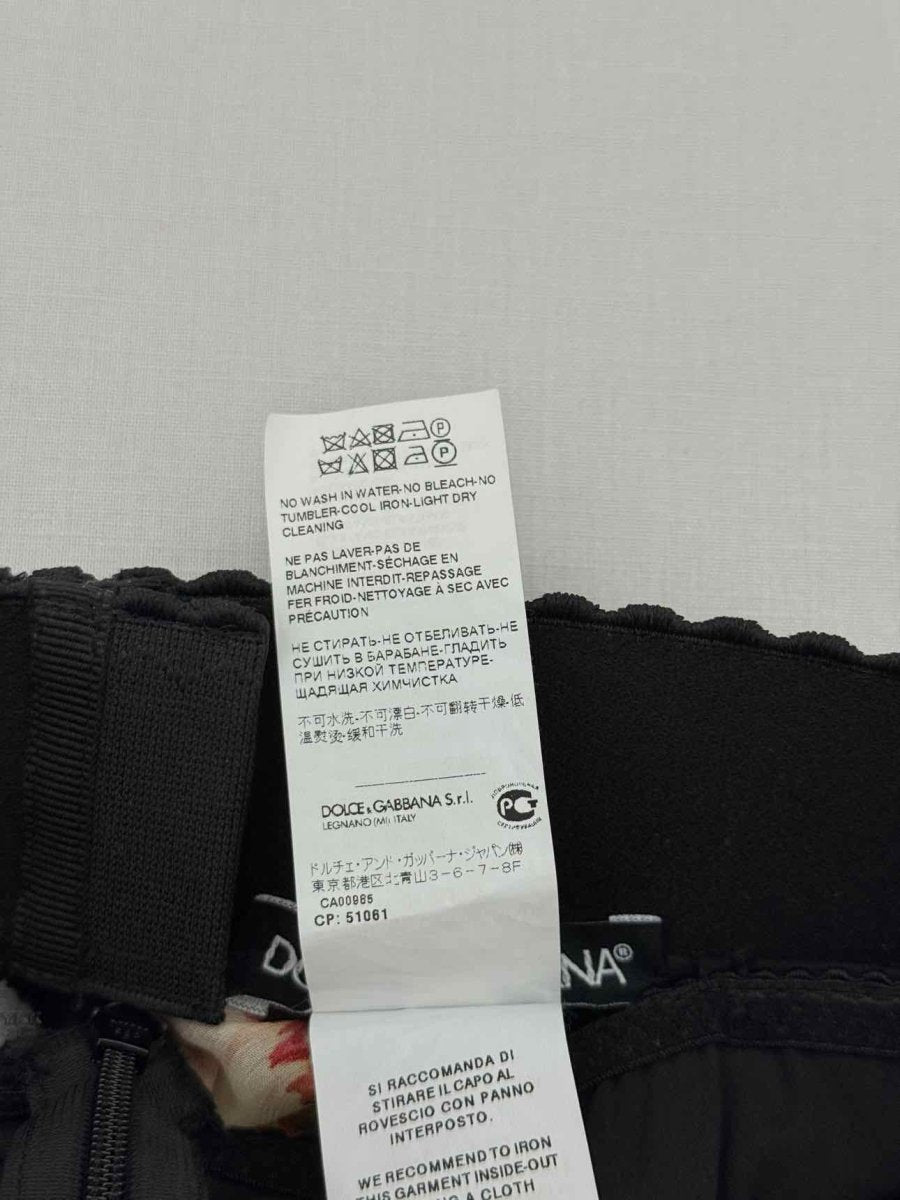 NO WASH IN WATER-NO BLEACH-NO
TUMBLER-COOL IRON-LIGHT DRY
CLEANING
NE PAS LAVER-PAS DE
BLANCHIMENT-SÉCHAGE EN
MACHINE INTERDIT-REPASSAGE
FER FROID-NETTOYAGE À SEC AVEC
PRÉCAUTION
НЕ СТИРАТЬ-НЕ ОТБЕЛИВАТЬ-НЕ
СУШИТЬ В БАРАБАНЕ-ГЛАДИТЬ
ПРИ НИЗКОЙ ТЕМПЕРАТУРЕ-
ЩАДЯЩАЯ ХИМЧИСТКА
不可水洗-不可漂白-不可翻转干燥-低
温熨烫-缓和干洗
DOLCE & GABBANA S.r.l.
LEGNANO (MI) ITALY
ドルチェ・アンド・ガッバーナ・ジャパン㈱
東京都港区北青山3-6-7-8F
CA00985
CP: 51061
NA®
SI RACCOMANDA DI
STIRARE IL CAPO AL
ROVESCIO CON PANNO
INTERPOSTO.
WE RECOMMEND TO IRON
THIS GARMENT INSIDE-OUT
A CLOTH